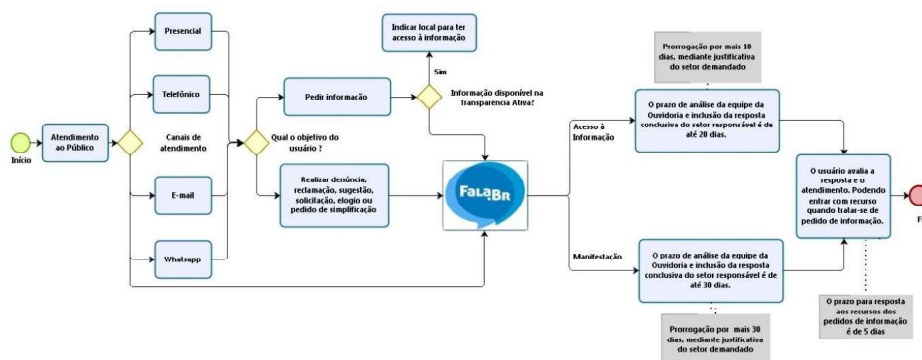 Início
Atendimento
ao Público
Presencial
Telefônico
Canais de
atendimento
E-mail
Whatsapp
Qual o objetivo do
usuário ?
Pedir informacão
Realizar denúncia,
reclamação, sugestão,
solicitação, elogio ou
pedido de simplificação
Indicar local para ter
acesso à informação
Sim
Informação disponível na
Transparência Ativa?
FALA.BR
Acesso à
Informação
Prorrogação por mais 10
dias, mediante justificativa
do setor demandado
O prazo de análise da equipe da
Ouvidoria e inclusão da resposta
conclusiva do setor responsável é de
até 20 dias.
Manifestação
O prazo de análise da equipe da
Ouvidoria e inclusão da resposta
conclusiva do setor responsável é de
até 30 dias.
Prorrogação por mais 30
dias, mediante justificativa
do setor demandado
O usuário avalia a
resposta e o
atendimento. Podendo
entrar com recurso
quando tratar-se de
pedido de informação.
O prazo para resposta
aos recursos dos
pedidos de informação
é de 5 dias